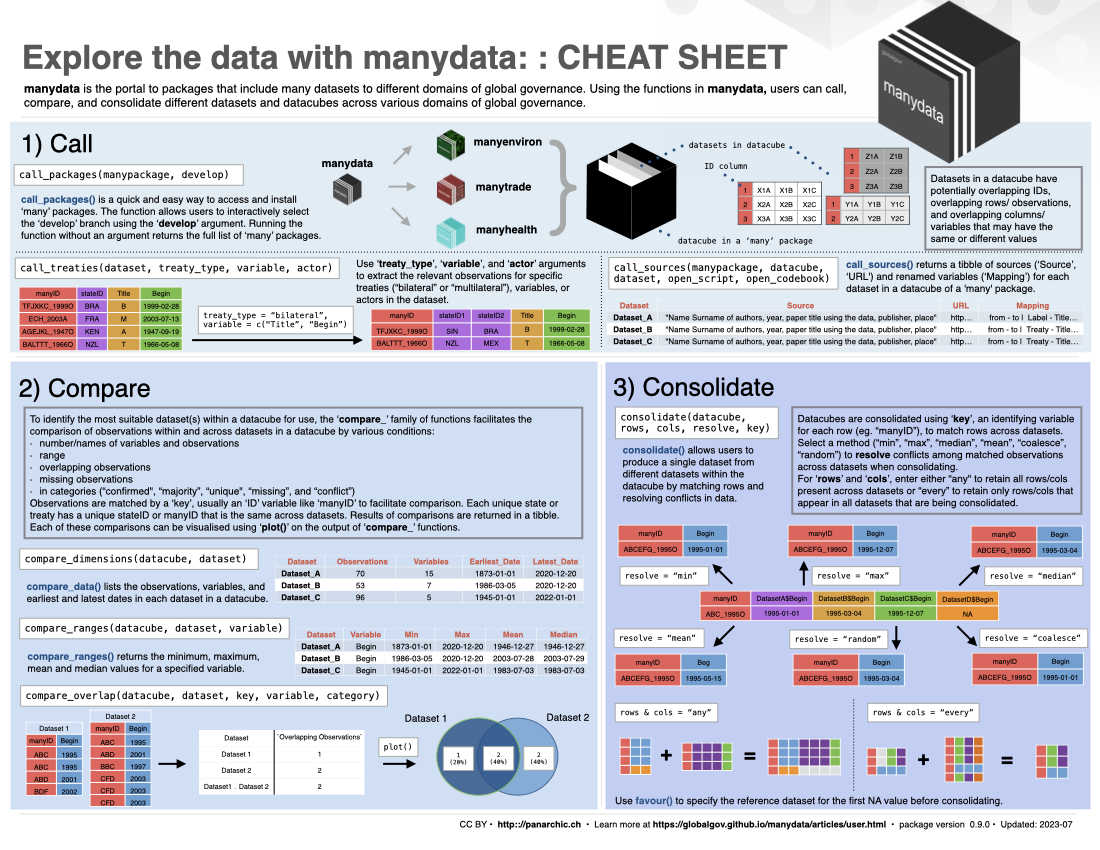 Explore the data with manydata: : CHEAT SHEET
manydata is the portal to packages that include many datasets to different domains of global governance. Using the functions in manydata, users can call,
compare, and consolidate different datasets and datacubes across various domains of global governance.
manydata
1) Call
call_packages(manypackage, develop)
call_packages() is a quick and easy way to access and install
'many' packages. The function allows users to interactively select
the 'develop' branch using the 'develop' argument. Running the
function without an argument returns the full list of 'many' packages.
manydata
manyenviron
manytrade
manyhealth
datasets in datacube
ID column
1 X1A X1B X1C
2 X2A X2B X2C
3 X3A X3B X3C
1 Z1A Z1B
2 Z2A Z2B
3 Z3A Z3B
1 Y1A Y1B Y1C
2 Y2A Y2B Y2C
datacube in a 'many' package
Datasets in a datacube have
potentially overlapping IDs,
overlapping rows/ observations,
and overlapping columns/
variables that may have the
same or different values
call_treaties(dataset, treaty_type, variable, actor)
Use 'treaty_type', 'variable', and 'actor' arguments
to extract the relevant observations for specific
treaties ("bilateral" or "multilateral"), variables, or
actors in the dataset.
manyID stateID Title Begin
TFJXKC_1999O BRA B 1999-02-28
ECH_2003A FRA M 2003-07-13
AGEJKL_1947O KEN A 1947-09-19
BALTTT_1966O NZL T 1966-05-08
treaty_type = "bilateral",
variable = c("Title", "Begin")
manyID stateID1 stateID2 Title Begin
TFJXKC_1999O SIN BRA B 1999-02-28
BALTTT_1966O NZL MEX T 1966-05-08
call_sources(manypackage, datacube,
dataset, open_script, open_codebook)
call_sources() returns a tibble of sources ('Source',
'URL') and renamed variables ('Mapping') for each
dataset in a datacube of a 'many' package.
Dataset Source URL Mapping
Dataset_A "Name Surname of authors, year, paper title using the data, publisher, place" http... from - to | Label - Title...
Dataset_B "Name Surname of authors, year, paper title using the data, publisher, place" http... from - to | Treaty - Title...
Dataset_C "Name Surname of authors, year, paper title using the data, publisher, place" http... from - to | Treaty - Title...
2) Compare
To identify the most suitable dataset(s) within a datacube for use, the 'compare_' family of functions facilitates the
comparison of observations within and across datasets in a datacube by various conditions:
· number/names of variables and observations
· range
· overlapping observations
· missing observations
· in categories ("confirmed", "majority", "unique", "missing", and "conflict")
Observations are matched by a 'key', usually an 'ID' variable like 'manyID' to facilitate comparison. Each unique state or
treaty has a unique stateID or manyID that is the same across datasets. Results of comparisons are returned in a tibble.
Each of these comparisons can be visualised using 'plot()' on the output of 'compare_' functions.
compare_dimensions(datacube, dataset)
compare_data() lists the observations, variables, and
earliest and latest dates in each dataset in a datacube.
Dataset Observations Variables Earliest_Date Latest_Date
Dataset_A 70 15 1873-01-01 2020-12-20
Dataset_B 53 7 1986-03-05 2020-12-20
Dataset_C 96 5 1945-01-01 2022-01-01
compare_ranges(datacube, dataset, variable)
compare_ranges() returns the minimum, maximum,
mean and median values for a specified variable.
Dataset Variable Min Max Mean Median
Dataset_A Begin 1873-01-01 2020-12-20 1946-12-27 1946-12-27
Dataset_B Begin 1986-03-05 2020-12-20 2003-07-28 2003-07-29
Dataset_C Begin 1945-01-01 2022-01-01 1983-07-03 1983-07-03
compare_overlap(datacube, dataset, key, variable, category)
Dataset 1
manyID Begin
ABC 1995
ABC 1995
ABD 2001
BDF 2002
Dataset 2
manyID Begin
ABC 1995
ABD 2001
BBC 1997
CFD 2003
CFD 2003
CFD 2003
Dataset `Overlapping Observations`
Dataset 1 1
Dataset 2 2
Dataset1 . Dataset2 2
plot()
Dataset 1
Dataset 2
1 (20%)
2 (40%)
2 (40%)
3) Consolidate
consolidate(datacube,
rows, cols, resolve, key)
consolidate() allows users to
produce a single dataset from
different datasets within the
datacube by matching rows and
resolving conflicts in data.
Datacubes are consolidated using 'key', an identifying variable
for each row (eg. "manyID"), to match rows across datasets.
Select a method ("min", "max", "median", "mean", "coalesce",
"random") to resolve conflicts among matched observations
across datasets when consolidating.
For 'rows' and 'cols', enter either "any" to retain all rows/cols
present across datasets or "every" to retain only rows/cols that
appear in all datasets that are being consolidated.
manyID Begin
ABCEFG_1995O 1995-01-01
manyID Begin
ABCEFG_1995O 1995-12-07
manyID Begin
ABCEFG_1995O 1995-03-04
resolve = "min"
resolve = "max"
resolve = "median"
manyID DatasetA$Begin DatasetB$Begin DatasetC$Begin DatasetD$Begin
ABC_1995O 1995-01-01 1995-03-04 1995-12-07 NA
resolve = "mean"
resolve = "random"
resolve = "coalesce"
manyID Beg
ABCEFG_1995O 1995-05-15
manyID Begin
ABCEFG_1995O 1995-03-04
manyID Begin
ABCEFG_1995O 1995-01-01
rows & cols = "any"
rows & cols = "every"
+ =
+ =
Use favour() to specify the reference dataset for the first NA value before consolidating.
CC BY • http://panarchic.ch • Learn more at https://globalgov.github.io/manydata/articles/user.html • package version 0.9.0 • Updated: 2023-07